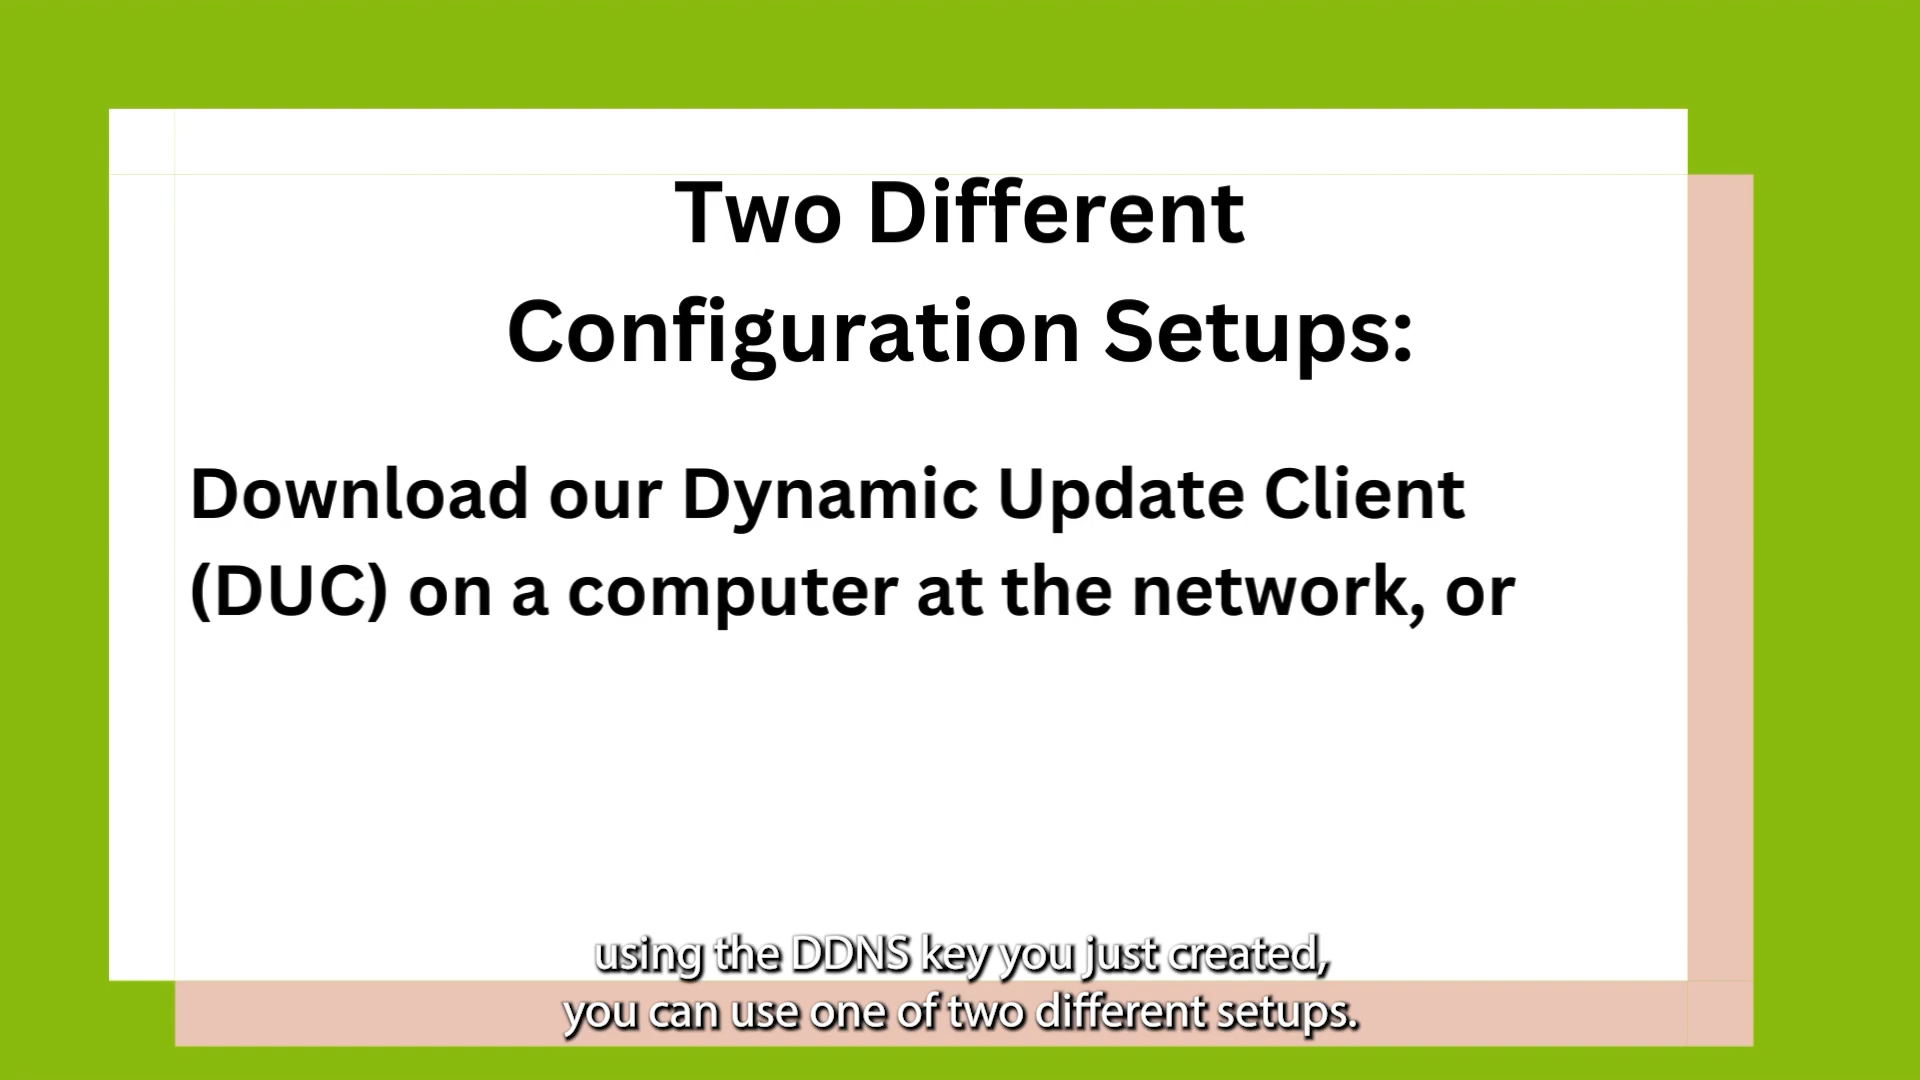 Two Different
Configuration Setups:
Download our Dynamic Update Client
(DUC) on a computer at the network, or
using the DDNS key you just created,
you can use one of two different setups.